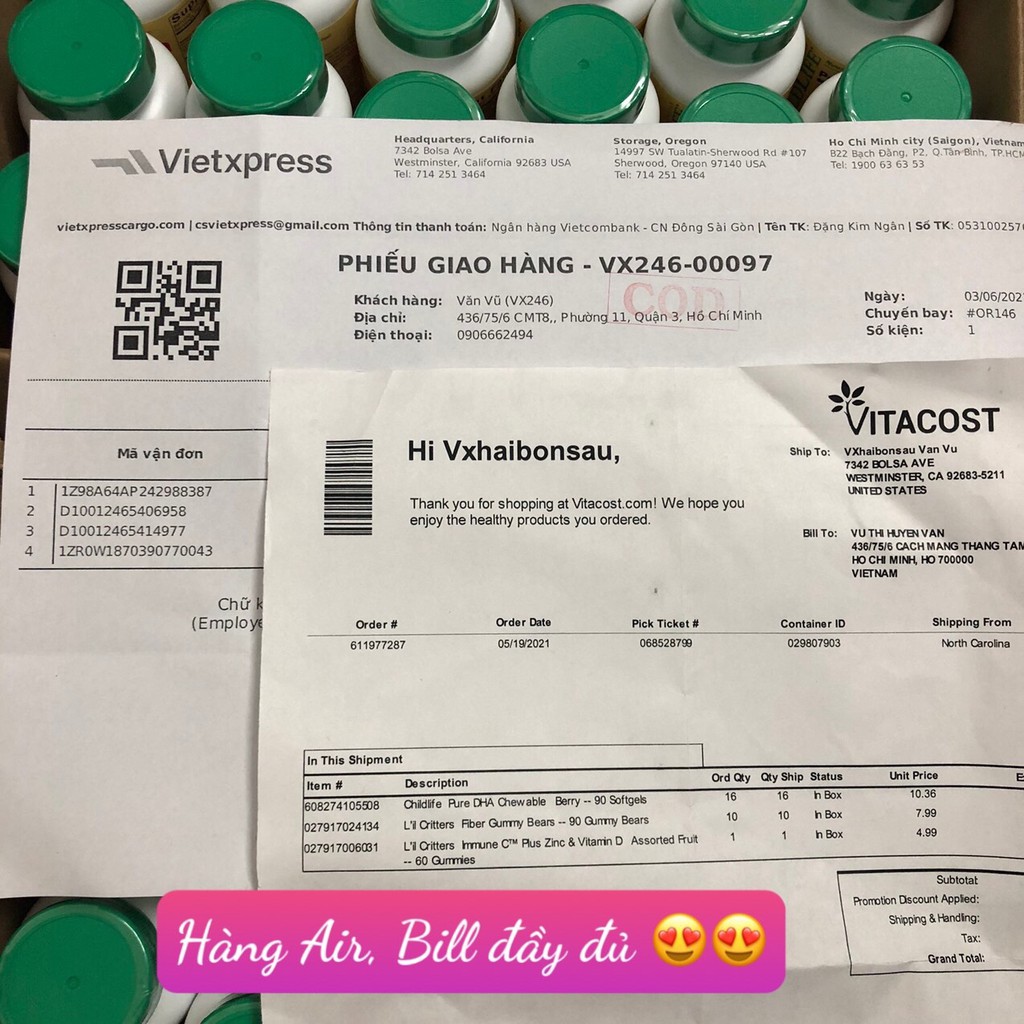 Vietxpress
Headquarters, California
7342 Bolsa Ave
Westminster, California 92683 USA
Tel: 714 251 3464
Storage, Oregon
14997 SW Tualatin-Sherwood Rd #107
Sherwood, Oregon 97140 USA
Tel: 714 251 3464
Ho Chi Minh city (Saigon), Vietnam
B22 Bạch Đằng, P2, Q.Tân Bình, TP.HCM
Tel: 1900 63 63 53
vietxpresscargo.com | csvietxpress@gmail.com Thông tin thanh toán: Ngân hàng Vietcombank - CN Đông Sài Gòn | Tên TK: Đặng Kim Ngân | Số TK: 053100257
PHIẾU GIAO HÀNG - VX246-00097
COD
Khách hàng: Văn Vũ (VX246)
Địa chỉ: 436/75/6 CMT8,, Phường 11, Quận 3, Hồ Chí Minh
Điện thoại: 0906662494
Ngày: 03/06/202
Chuyến bay: #OR146
Số kiện: 1
Mã vận đơn
1 1Z98A64AP242988387
2 D10012465406958
3 D10012465414977
4 1ZR0W1870390770043
Chữ k
(Employe
VITACOST
Hi Vxhaibonsau,
Thank you for shopping at Vitacost.com! We hope you
enjoy the healthy products you ordered.
Ship To: VXhaibonsau Van Vu
7342 BOLSA AVE
WESTMINSTER, CA 92683-5211
UNITED STATES
Bill To: VU THI HUYEN VAN
436/75/6 CACH MANG THANG TAM
HO CHI MINH, HO 700000
VIETNAM
Order # Order Date Pick Ticket # Container ID Shipping From
611977287 05/19/2021 068528799 029807903 North Carolina
In This Shipment
Item # Description Ord Qty Qty Ship Status Unit Price E
608274105508 Childlife Pure DHA Chewable Berry -- 90 Softgels 16 16 In Box 10.36
027917024134 L'il Critters Fiber Gummy Bears -- 90 Gummy Bears 10 10 In Box 7.99
027917006031 L'il Critters Immune C™ Plus Zinc & Vitamin D Assorted Fruit 1 1 In Box 4.99
-- 60 Gummies
Subtotal
Promotion Discount Applied:
Shipping & Handling:
Tax:
Grand Total:
Hàng Air, Bill đầy đủ 😍😍